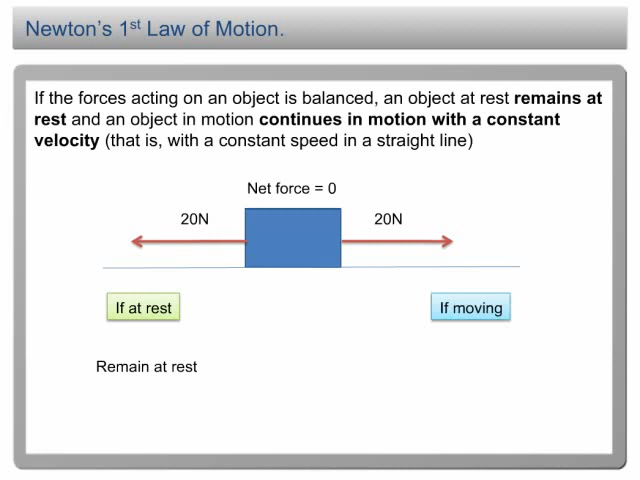 Newton's 1st Law of Motion.
If the forces acting on an object is balanced, an object at rest remains at
rest and an object in motion continues in motion with a constant
velocity (that is, with a constant speed in a straight line)
Net force = 0
20N 20N
If at rest If moving
Remain at rest